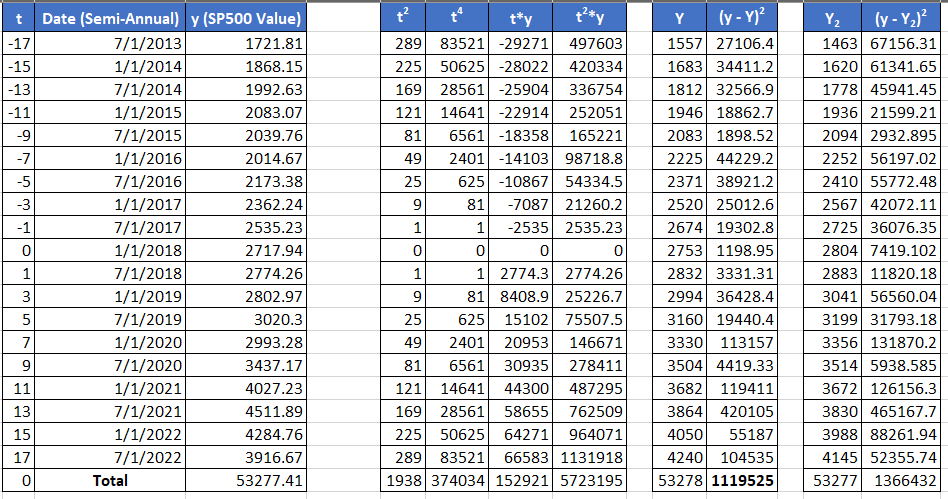 t Date (Semi-Annual) y (SP500 Value) t² t⁴ t*y t²*y Y (y - Y)² Y₂ (y - Y₂)²
-17 7/1/2013 1721.81 289 83521 -29271 497603 1557 27106.4 1463 67156.31
-15 1/1/2014 1868.15 225 50625 -28022 420334 1683 34411.2 1620 61341.65
-13 7/1/2014 1992.63 169 28561 -25904 336754 1812 32566.9 1778 45941.45
-11 1/1/2015 2083.07 121 14641 -22914 252051 1946 18862.7 1936 21599.21
-9 7/1/2015 2039.76 81 6561 -18358 165221 2083 1898.52 2094 2932.895
-7 1/1/2016 2014.67 49 2401 -14103 98718.8 2225 44229.2 2252 56197.02
-5 7/1/2016 2173.38 25 625 -10867 54334.5 2371 38921.2 2410 55772.48
-3 1/1/2017 2362.24 9 81 -7087 21260.2 2520 25012.6 2567 42072.11
-1 7/1/2017 2535.23 1 1 -2535 2535.23 2674 19302.8 2725 36076.35
0 1/1/2018 2717.94 0 0 0 0 2753 1198.95 2804 7419.102
1 7/1/2018 2774.26 1 1 2774.3 2774.26 2832 3331.31 2883 11820.18
3 1/1/2019 2802.97 9 81 8408.9 25226.7 2994 36428.4 3041 56560.04
5 7/1/2019 3020.3 25 625 15102 75507.5 3160 19440.4 3199 31793.18
7 1/1/2020 2993.28 49 2401 20953 146671 3330 113157 3356 131870.2
9 7/1/2020 3437.17 81 6561 30935 278411 3504 4419.33 3514 5938.585
11 1/1/2021 4027.23 121 14641 44300 487295 3682 119411 3672 126156.3
13 7/1/2021 4511.89 169 28561 58655 762509 3864 420105 3830 465167.7
15 1/1/2022 4284.76 225 50625 64271 964071 4050 55187 3988 88261.94
17 7/1/2022 3916.67 289 83521 66583 1131918 4240 104535 4145 52355.74
0 Total 53277.41 1938 374034 152921 5723195 53278 1119525 53277 1366432